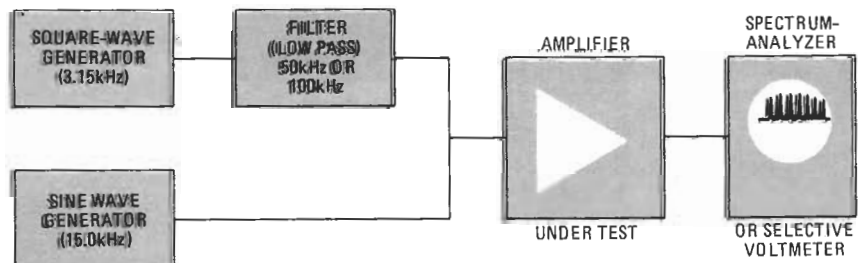 SQUARE-WAVE
GENERATOR
(3.15kHz)
FILTER
(LOW PASS)
50kHz OR
100kHz
SINE WAVE
GENERATOR
(15.0kHz)
AMPLIFIER
UNDER TEST
SPECTRUM-
ANALYZER
OR SELECTIVE
VOLTMETER